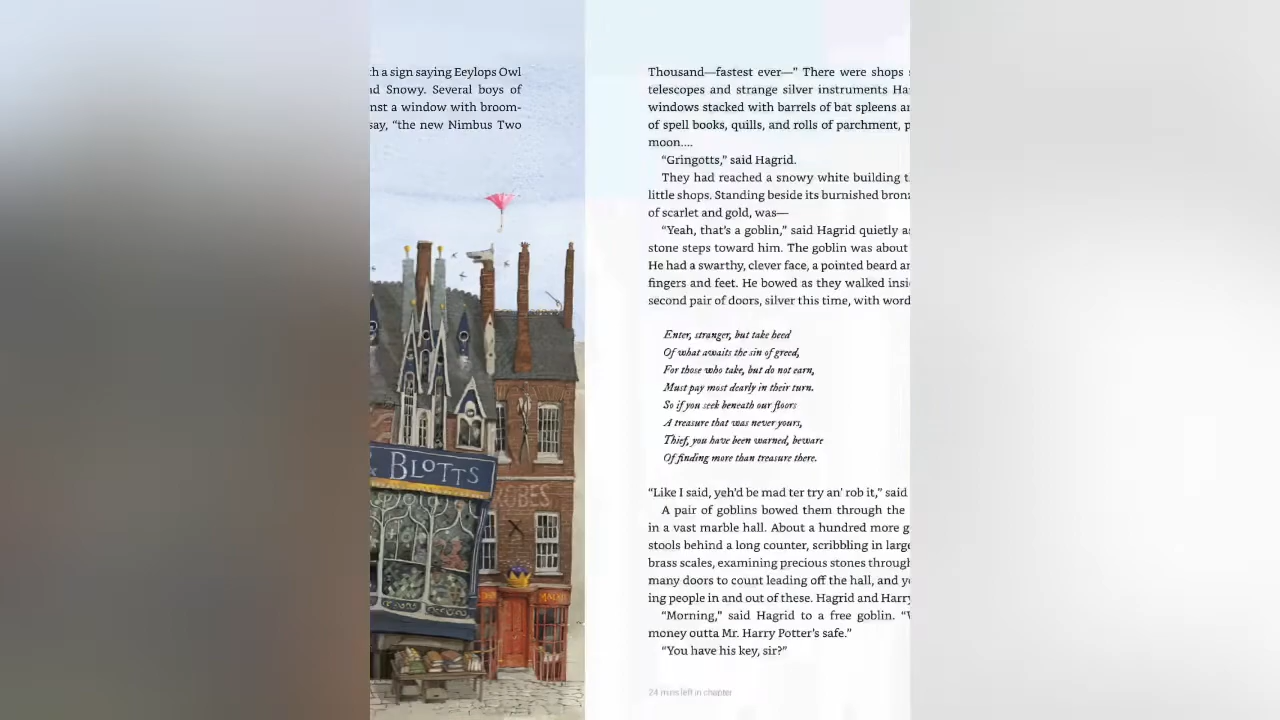 h a sign saying Eeylops Owl
d Snowy. Several boys of
nst a window with broom-
say, “the new Nimbus Two
BLOTTS
ROBES
Thousand—fastest ever—” There were shops
telescopes and strange silver instruments Ha
windows stacked with barrels of bat spleens a
of spell books, quills, and rolls of parchment, p
moon....
“Gringotts,” said Hagrid.
They had reached a snowy white building t
little shops. Standing beside its burnished bronz
of scarlet and gold, was—
“Yeah, that’s a goblin,” said Hagrid quietly as
stone steps toward him. The goblin was about
He had a swarthy, clever face, a pointed beard an
fingers and feet. He bowed as they walked insi
second pair of doors, silver this time, with word
Enter, stranger, but take heed
Of what awaits the sin of greed,
For those who take, but do not earn,
Must pay most dearly in their turn.
So if you seek beneath our floors
A treasure that was never yours,
Thief, you have been warned, beware
Of finding more than treasure there.
“Like I said, yeh’d be mad ter try an’ rob it,” said
A pair of goblins bowed them through the
in a vast marble hall. About a hundred more g
stools behind a long counter, scribbling in large
brass scales, examining precious stones through
many doors to count leading off the hall, and ye
ing people in and out of these. Hagrid and Harry
“Morning,” said Hagrid to a free goblin. “W
money outta Mr. Harry Potter’s safe.”
“You have his key, sir?”
24 mins left in chapter